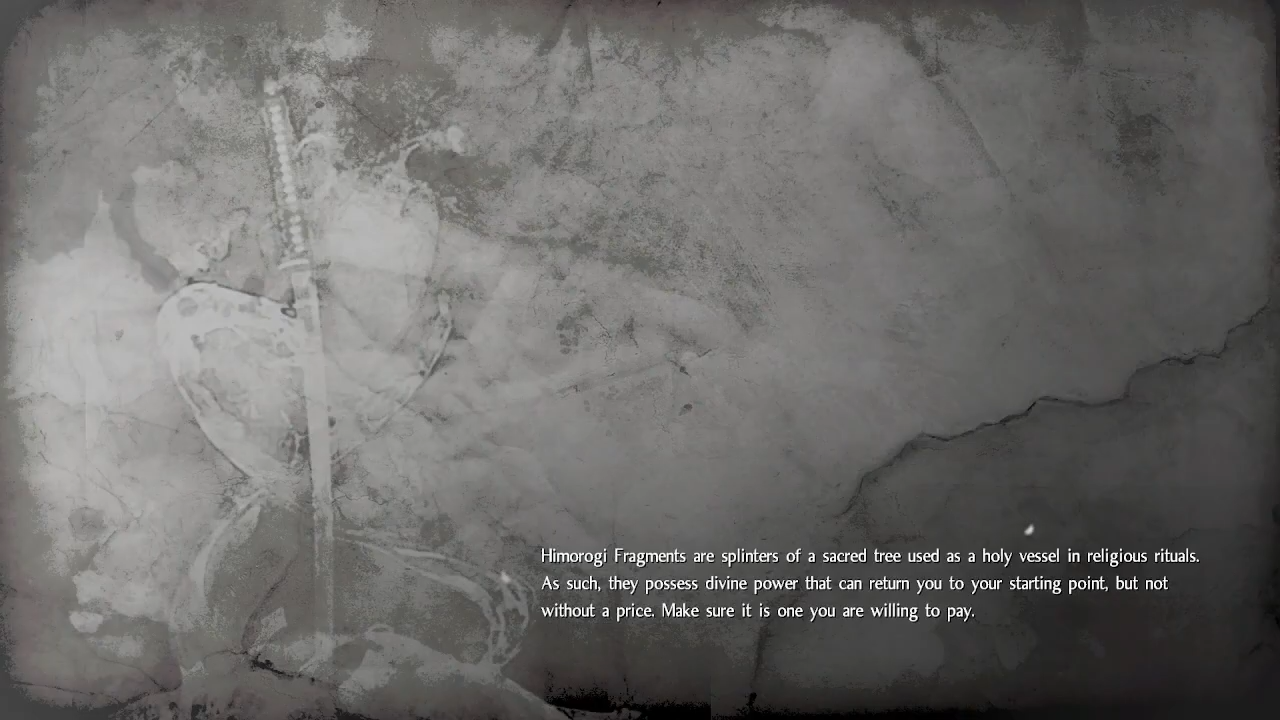 Himorogi Fragments are splinters of a sacred tree used as a holy vessel in religious rituals.
As such, they possess divine power that can return you to your starting point, but not
without a price. Make sure it is one you are willing to pay.